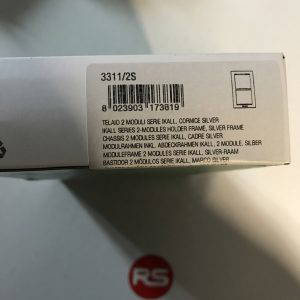 3311/2S
8 023903 173819
TELAIO 2 MODULI SERIE IKALL, CORNICE SILVER
IKALL SERIES 2-MODULES HOLDER FRAME, SILVER FRAME
CHASSIS 2 MODULES SERIE IKALL, CADRE SILVER
MODULRAHMEN INKL. ABDECKRAHMEN IKALL, 2 MODULE, SILBER
MODULEFRAME 2 MODULES SERIE IKALL, SILVER-RAAM
BASTIDOR 2 MÓDULOS SERIE IKALL, MARCO SILVER
RS